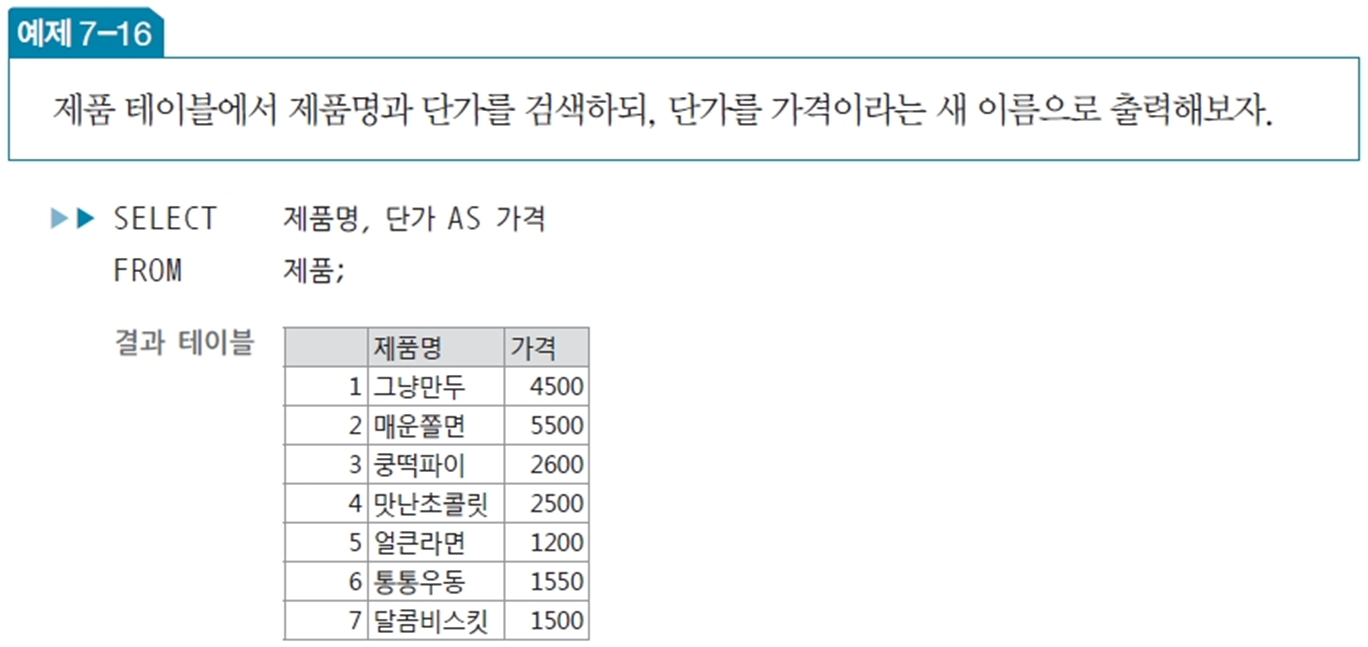 예제 7-16
제품 테이블에서 제품명과 단가를 검색하되, 단가를 가격이라는 새 이름으로 출력해보자.
▶▶ SELECT 제품명, 단가 AS 가격
FROM 제품;
결과 테이블
제품명 가격
1 그냥만두 4500
2 매운쫄면 5500
3 쿵떡파이 2600
4 맛난초콜릿 2500
5 얼큰라면 1200
6 통통우동 1550
7 달콤비스킷 1500